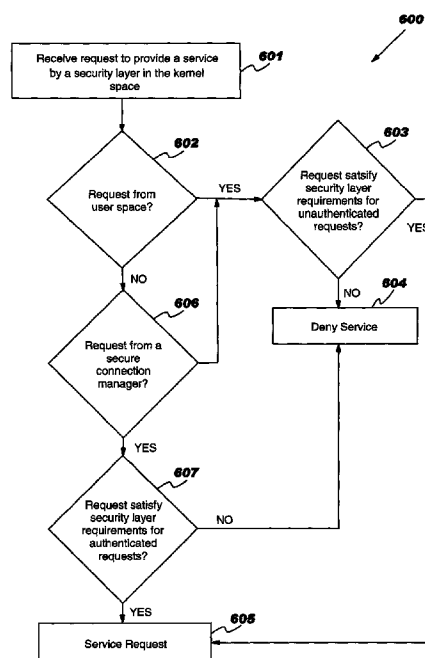 600
Receive request to provide a service
by a security layer in the kernel
space
601
602
Request from
user space?
YES
603
Request satsify
security layer
requirements for
unauthenticated
requests?
YES
NO
NO
604
Deny Service
606
Request from a
secure
connection
manager?
YES
607
Request satisfy
security layer
requirements for
authenticated
requests?
NO
YES
605
Service Request